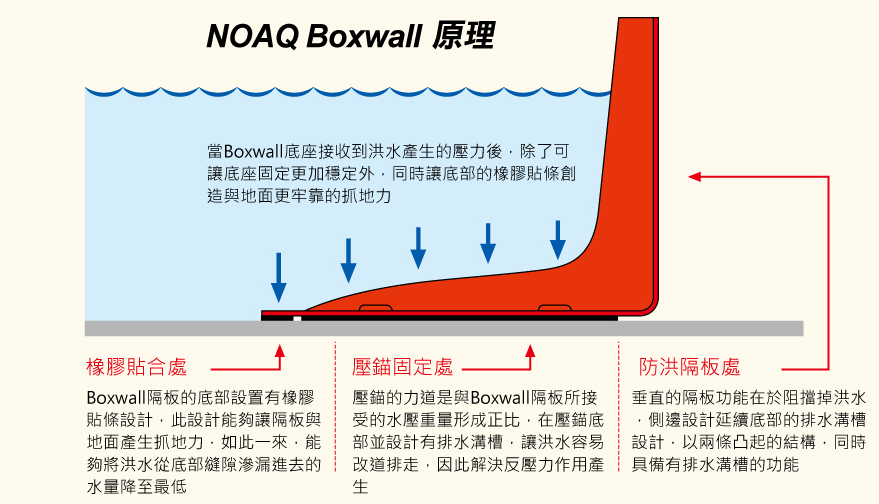 NOAQ Boxwall 原理
當Boxwall底座接收到洪水產生的壓力後，除了可
讓底座固定更加穩定外，同時讓底部的橡膠貼條創
造與地面更牢靠的抓地力
橡膠貼合處
Boxwall隔板的底部設置有橡膠
貼條設計，此設計能夠讓隔板與
地面產生抓地力，如此一來，能
夠將洪水從底部縫隙滲漏進去的
水量降至最低
壓錨固定處
壓錨的力道是與Boxwall隔板所接
受的水壓重量形成正比，在壓錨底
部並設計有排水溝槽，讓洪水容易
改道排走，因此解決反壓力作用產
生
防洪隔板處
垂直的隔板功能在於阻擋掉洪水
，側邊設計延續底部的排水溝槽
設計，以兩條凸起的結構，同時
具備有排水溝槽的功能